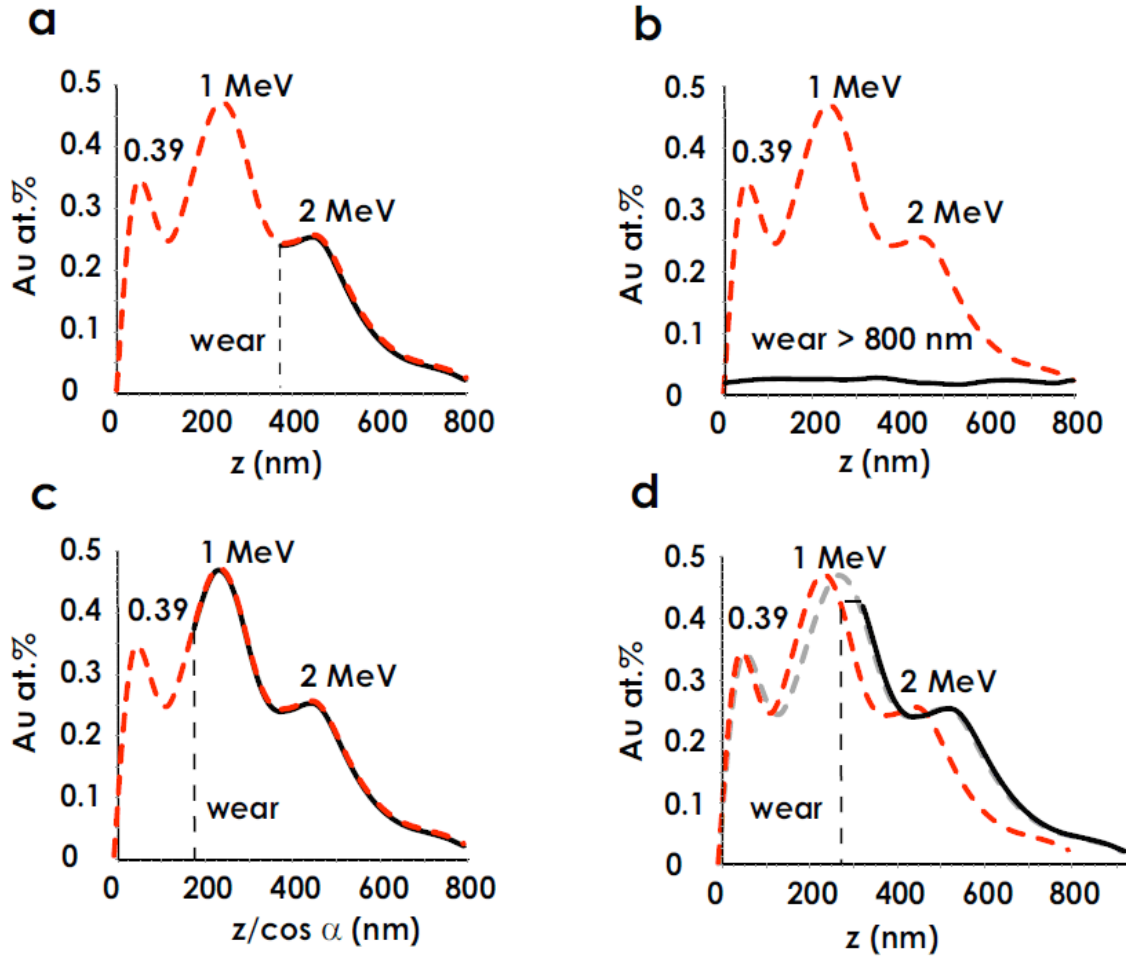 a
0.5
0.4
0.3
0.2
0.1
0
Au at.%
0.39
1 MeV
2 MeV
wear
0 200 400 600 800
z (nm)
b
0.5
0.4
0.3
0.2
0.1
0
Au at.%
0.39
1 MeV
2 MeV
wear > 800 nm
0 200 400 600 800
z (nm)
c
0.5
0.4
0.3
0.2
0.1
0
Au at.%
0.39
1 MeV
2 MeV
wear
0 200 400 600 800
z/cos α (nm)
d
0.5
0.4
0.3
0.2
0.1
0
Au at.%
0.39
1 MeV
2 MeV
wear
0 200 400 600 800
z (nm)